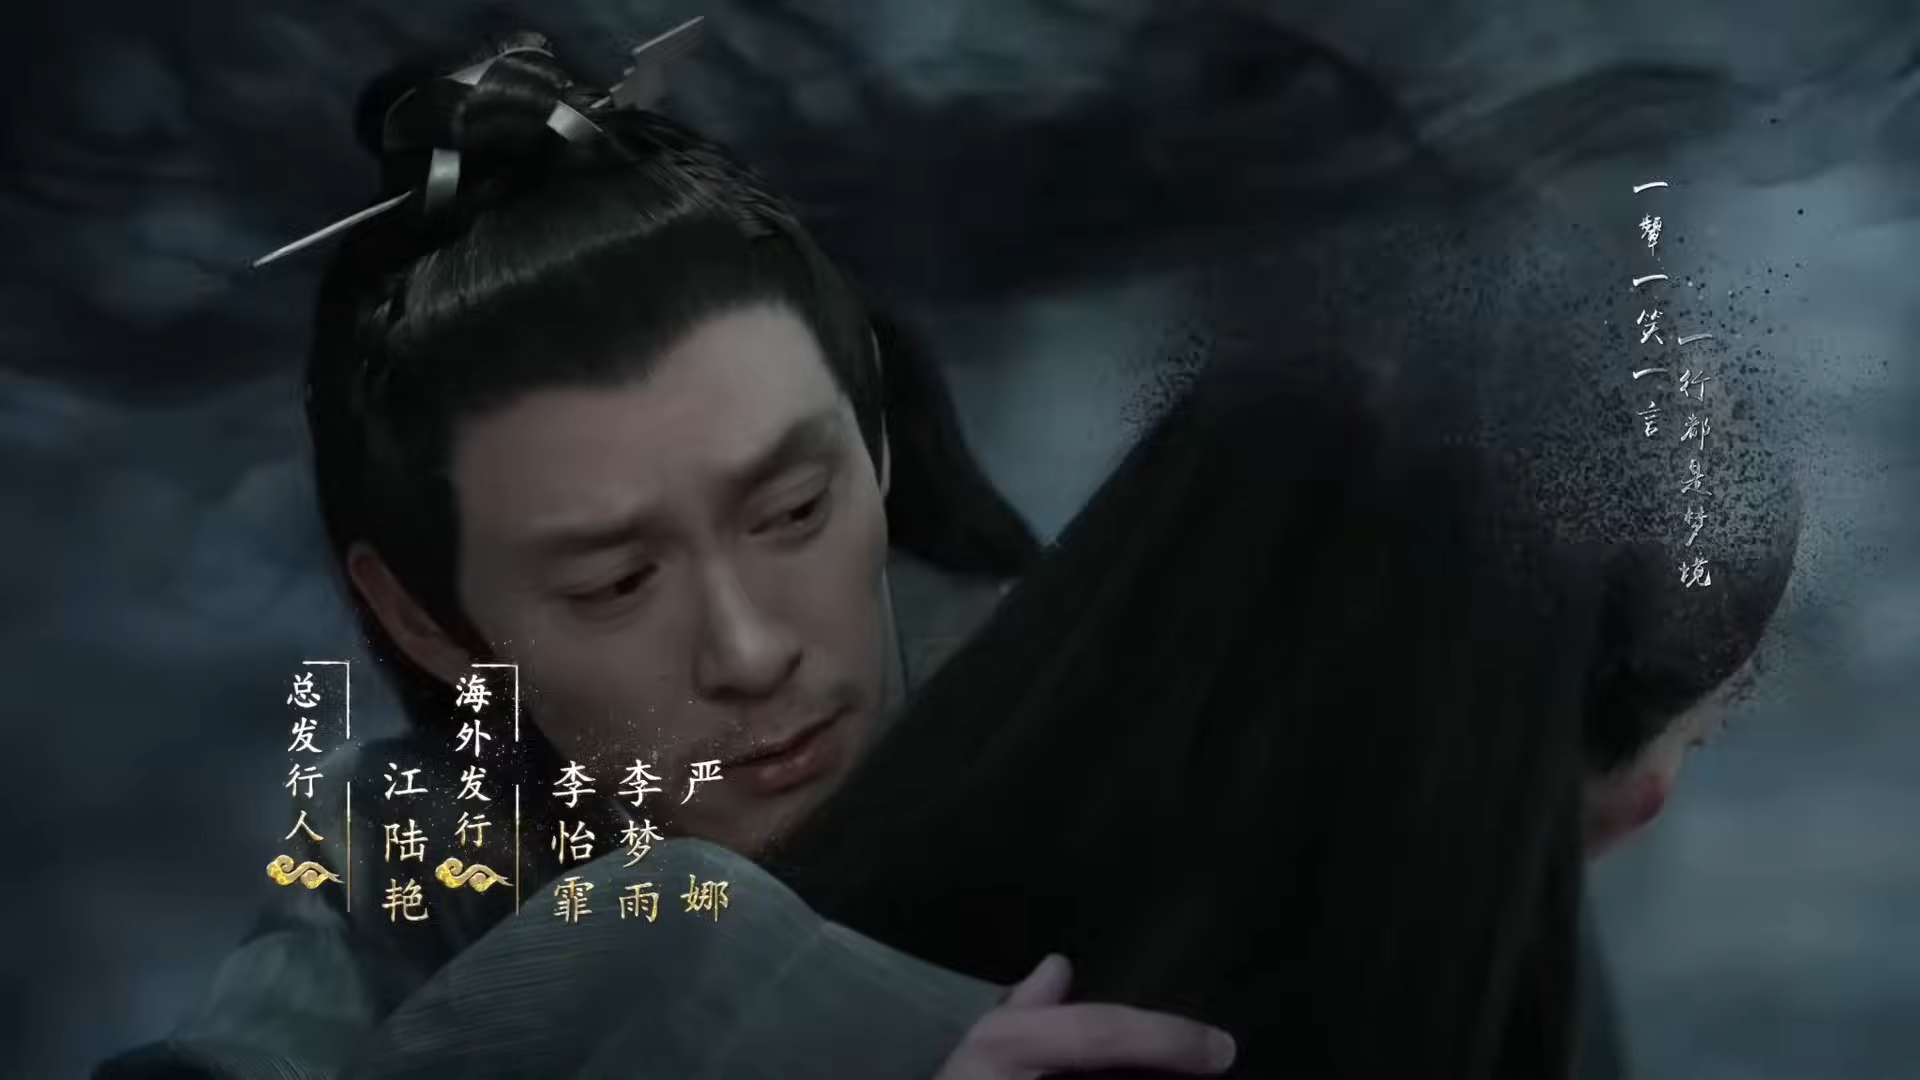 一颦一笑一言
一行都是梦境
总发行人
江陆艳
海外发行
李怡霏
李梦雨
严娜